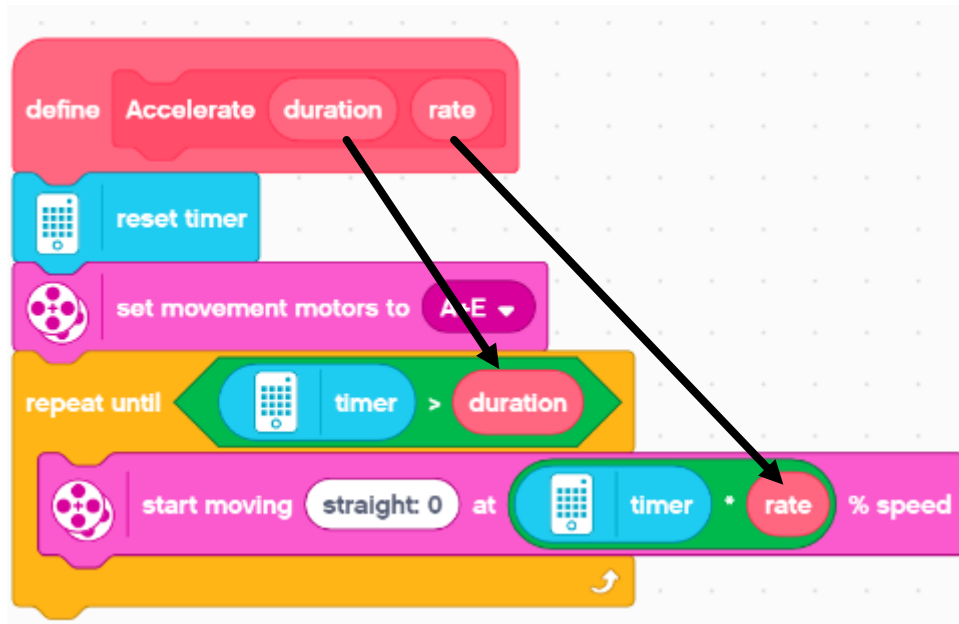 define Accelerate duration rate
reset timer
set movement motors to A+E
repeat until timer > duration
start moving straight: 0 at timer * rate % speed